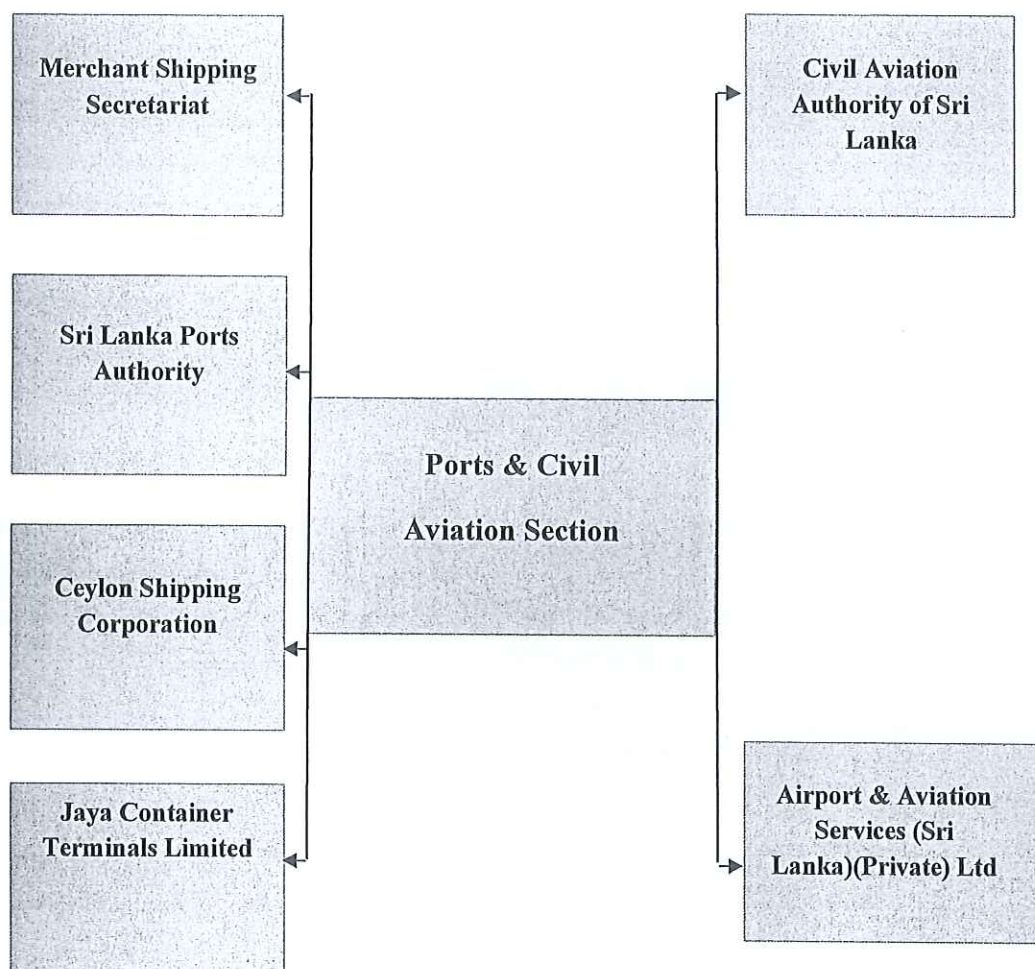 Merchant Shipping
Secretariat
Sri Lanka Ports
Authority
Ceylon Shipping
Corporation
Jaya Container
Terminals Limited
Ports & Civil
Aviation Section
Civil Aviation
Authority of Sri
Lanka
Airport & Aviation
Services (Sri
Lanka)(Private) Ltd